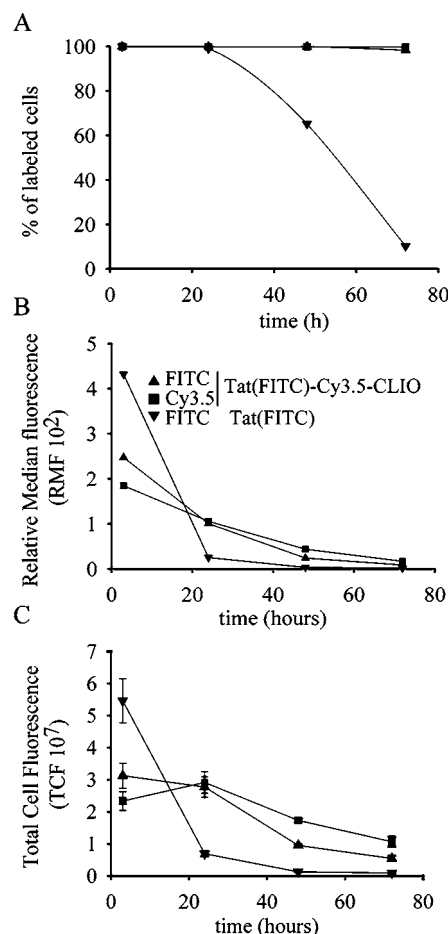 A
% of labeled cells
100
80
60
40
20
0
0 20 40 60 80
time (h)
B
Relative Median fluorescence
(RMF 10²)
5
4
3
2
1
0
FITC
Cy3.5
Tat(FITC)-Cy3.5-CLIO
FITC Tat(FITC)
0 20 40 60 80
time (hours)
C
Total Cell Fluorescence
(TCF 10⁷)
7
6
5
4
3
2
1
0
0 20 40 60 80
time (hours)